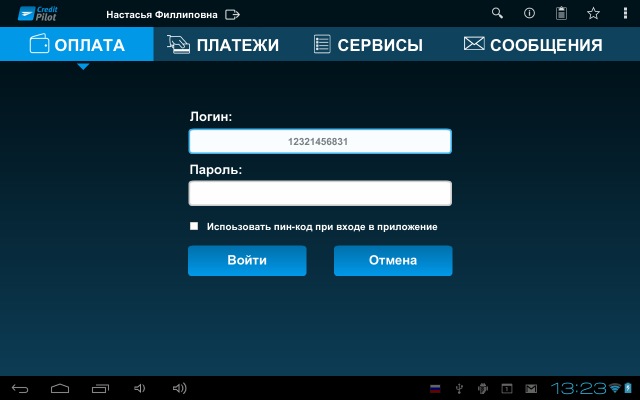 Credit
Pilot
Настасья Филлиповна
ОПЛАТА
ПЛАТЕЖИ
СЕРВИСЫ
СООБЩЕНИЯ
Логин:
12321456831
Пароль:
Испоьзовать пин-код при входе в приложение
Войти
Отмена
13:23